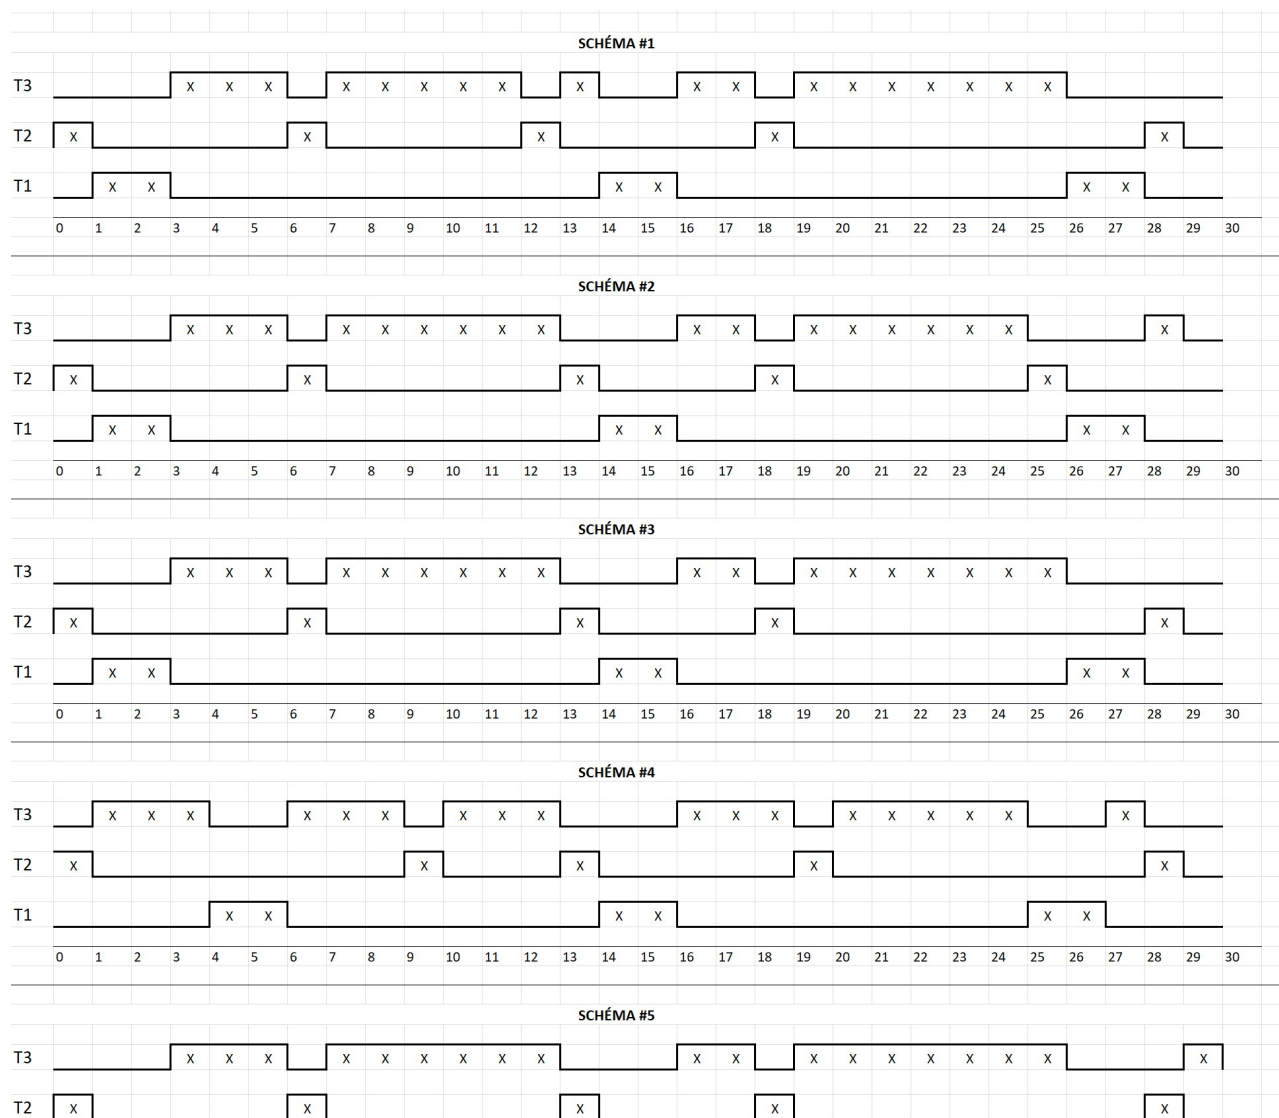 SCHÉMA #1
T3 X X X X X X X X X X X X X X X X X X
T2 X X X X X
T1 X X X X X X
0 1 2 3 4 5 6 7 8 9 10 11 12 13 14 15 16 17 18 19 20 21 22 23 24 25 26 27 28 29 30
SCHÉMA #2
T3 X X X X X X X X X X X X X X X X X X
T2 X X X X X
T1 X X X X X X
0 1 2 3 4 5 6 7 8 9 10 11 12 13 14 15 16 17 18 19 20 21 22 23 24 25 26 27 28 29 30
SCHÉMA #3
T3 X X X X X X X X X X X X X X X X X X
T2 X X X X X
T1 X X X X X X
0 1 2 3 4 5 6 7 8 9 10 11 12 13 14 15 16 17 18 19 20 21 22 23 24 25 26 27 28 29 30
SCHÉMA #4
T3 X X X X X X X X X X X X X X X X X X
T2 X X X X X
T1 X X X X X X
0 1 2 3 4 5 6 7 8 9 10 11 12 13 14 15 16 17 18 19 20 21 22 23 24 25 26 27 28 29 30
SCHÉMA #5
T3 X X X X X X X X X X X X X X X X X X X
T2 X X X X X